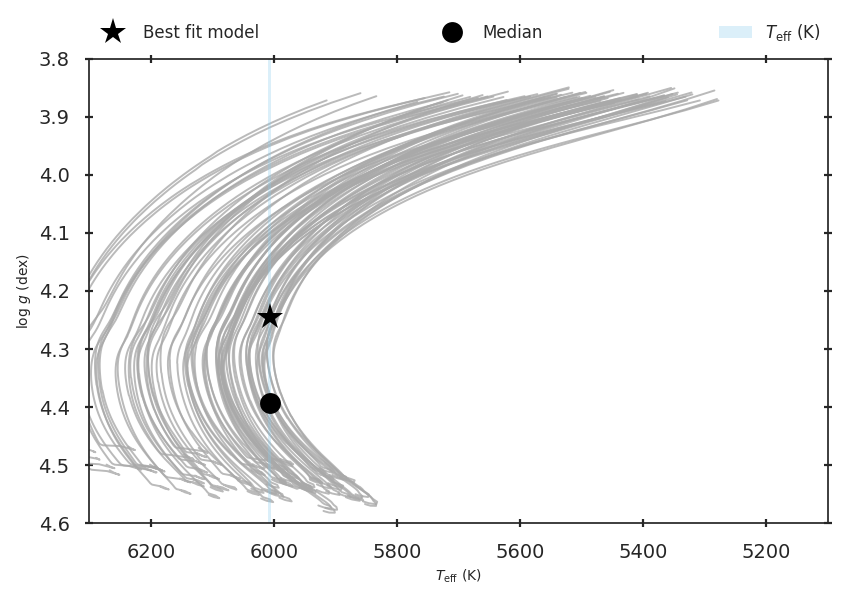 Best fit model Median T_eff (K)
3.8
3.9
4.0
4.1
4.2
4.3
4.4
4.5
4.6
log g (dex)
6200 6000 5800 5600 5400 5200
T_eff (K)